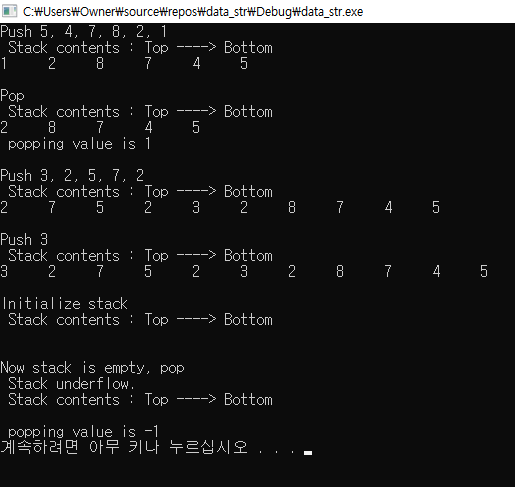 C:\Users\Owner\source\repos\data_str\Debug\data_str.exe
Push 5, 4, 7, 8, 2, 1
Stack contents : Top ----> Bottom
1 2 8 7 4 5
Pop
Stack contents : Top ----> Bottom
2 8 7 4 5
popping value is 1
Push 3, 2, 5, 7, 2
Stack contents : Top ----> Bottom
2 7 5 2 3 2 8 7 4 5
Push 3
Stack contents : Top ----> Bottom
3 2 7 5 2 3 2 8 7 4 5
Initialize stack
Stack contents : Top ----> Bottom
Now stack is empty, pop
Stack underflow.
Stack contents : Top ----> Bottom
popping value is -1
계속하려면 아무 키나 누르십시오 . . .